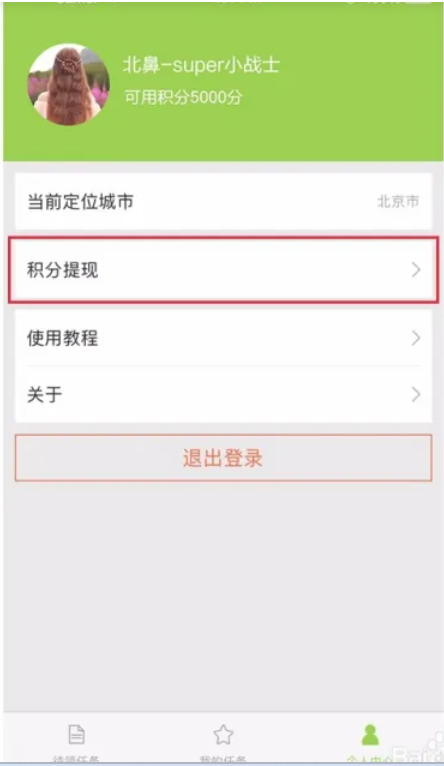 北鼻-super小战士
可用积分5000分
当前定位城市
北京市
积分提现
使用教程
关于
退出登录
我的任务
个人中心